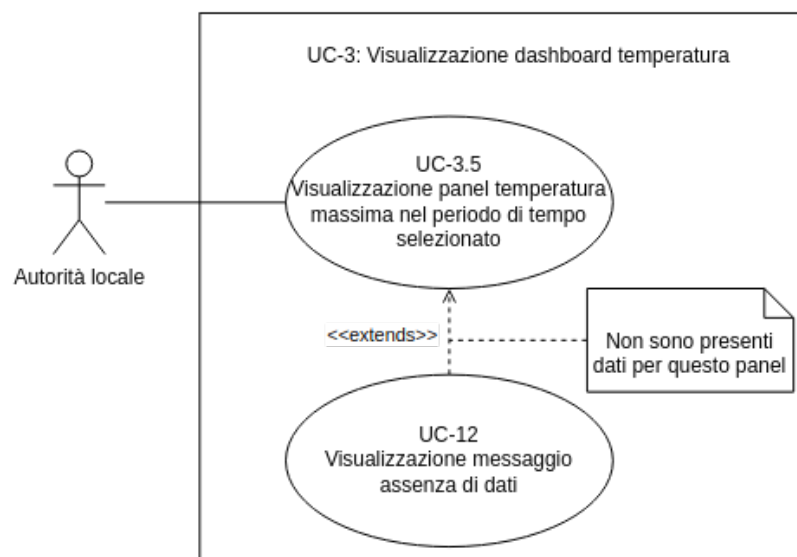 UC-3: Visualizzazione dashboard temperatura
UC-3.5
Visualizzazione panel temperatura
massima nel periodo di tempo
selezionato
Autorità locale
<<extends>>
Non sono presenti
dati per questo panel
UC-12
Visualizzazione messaggio
assenza di dati